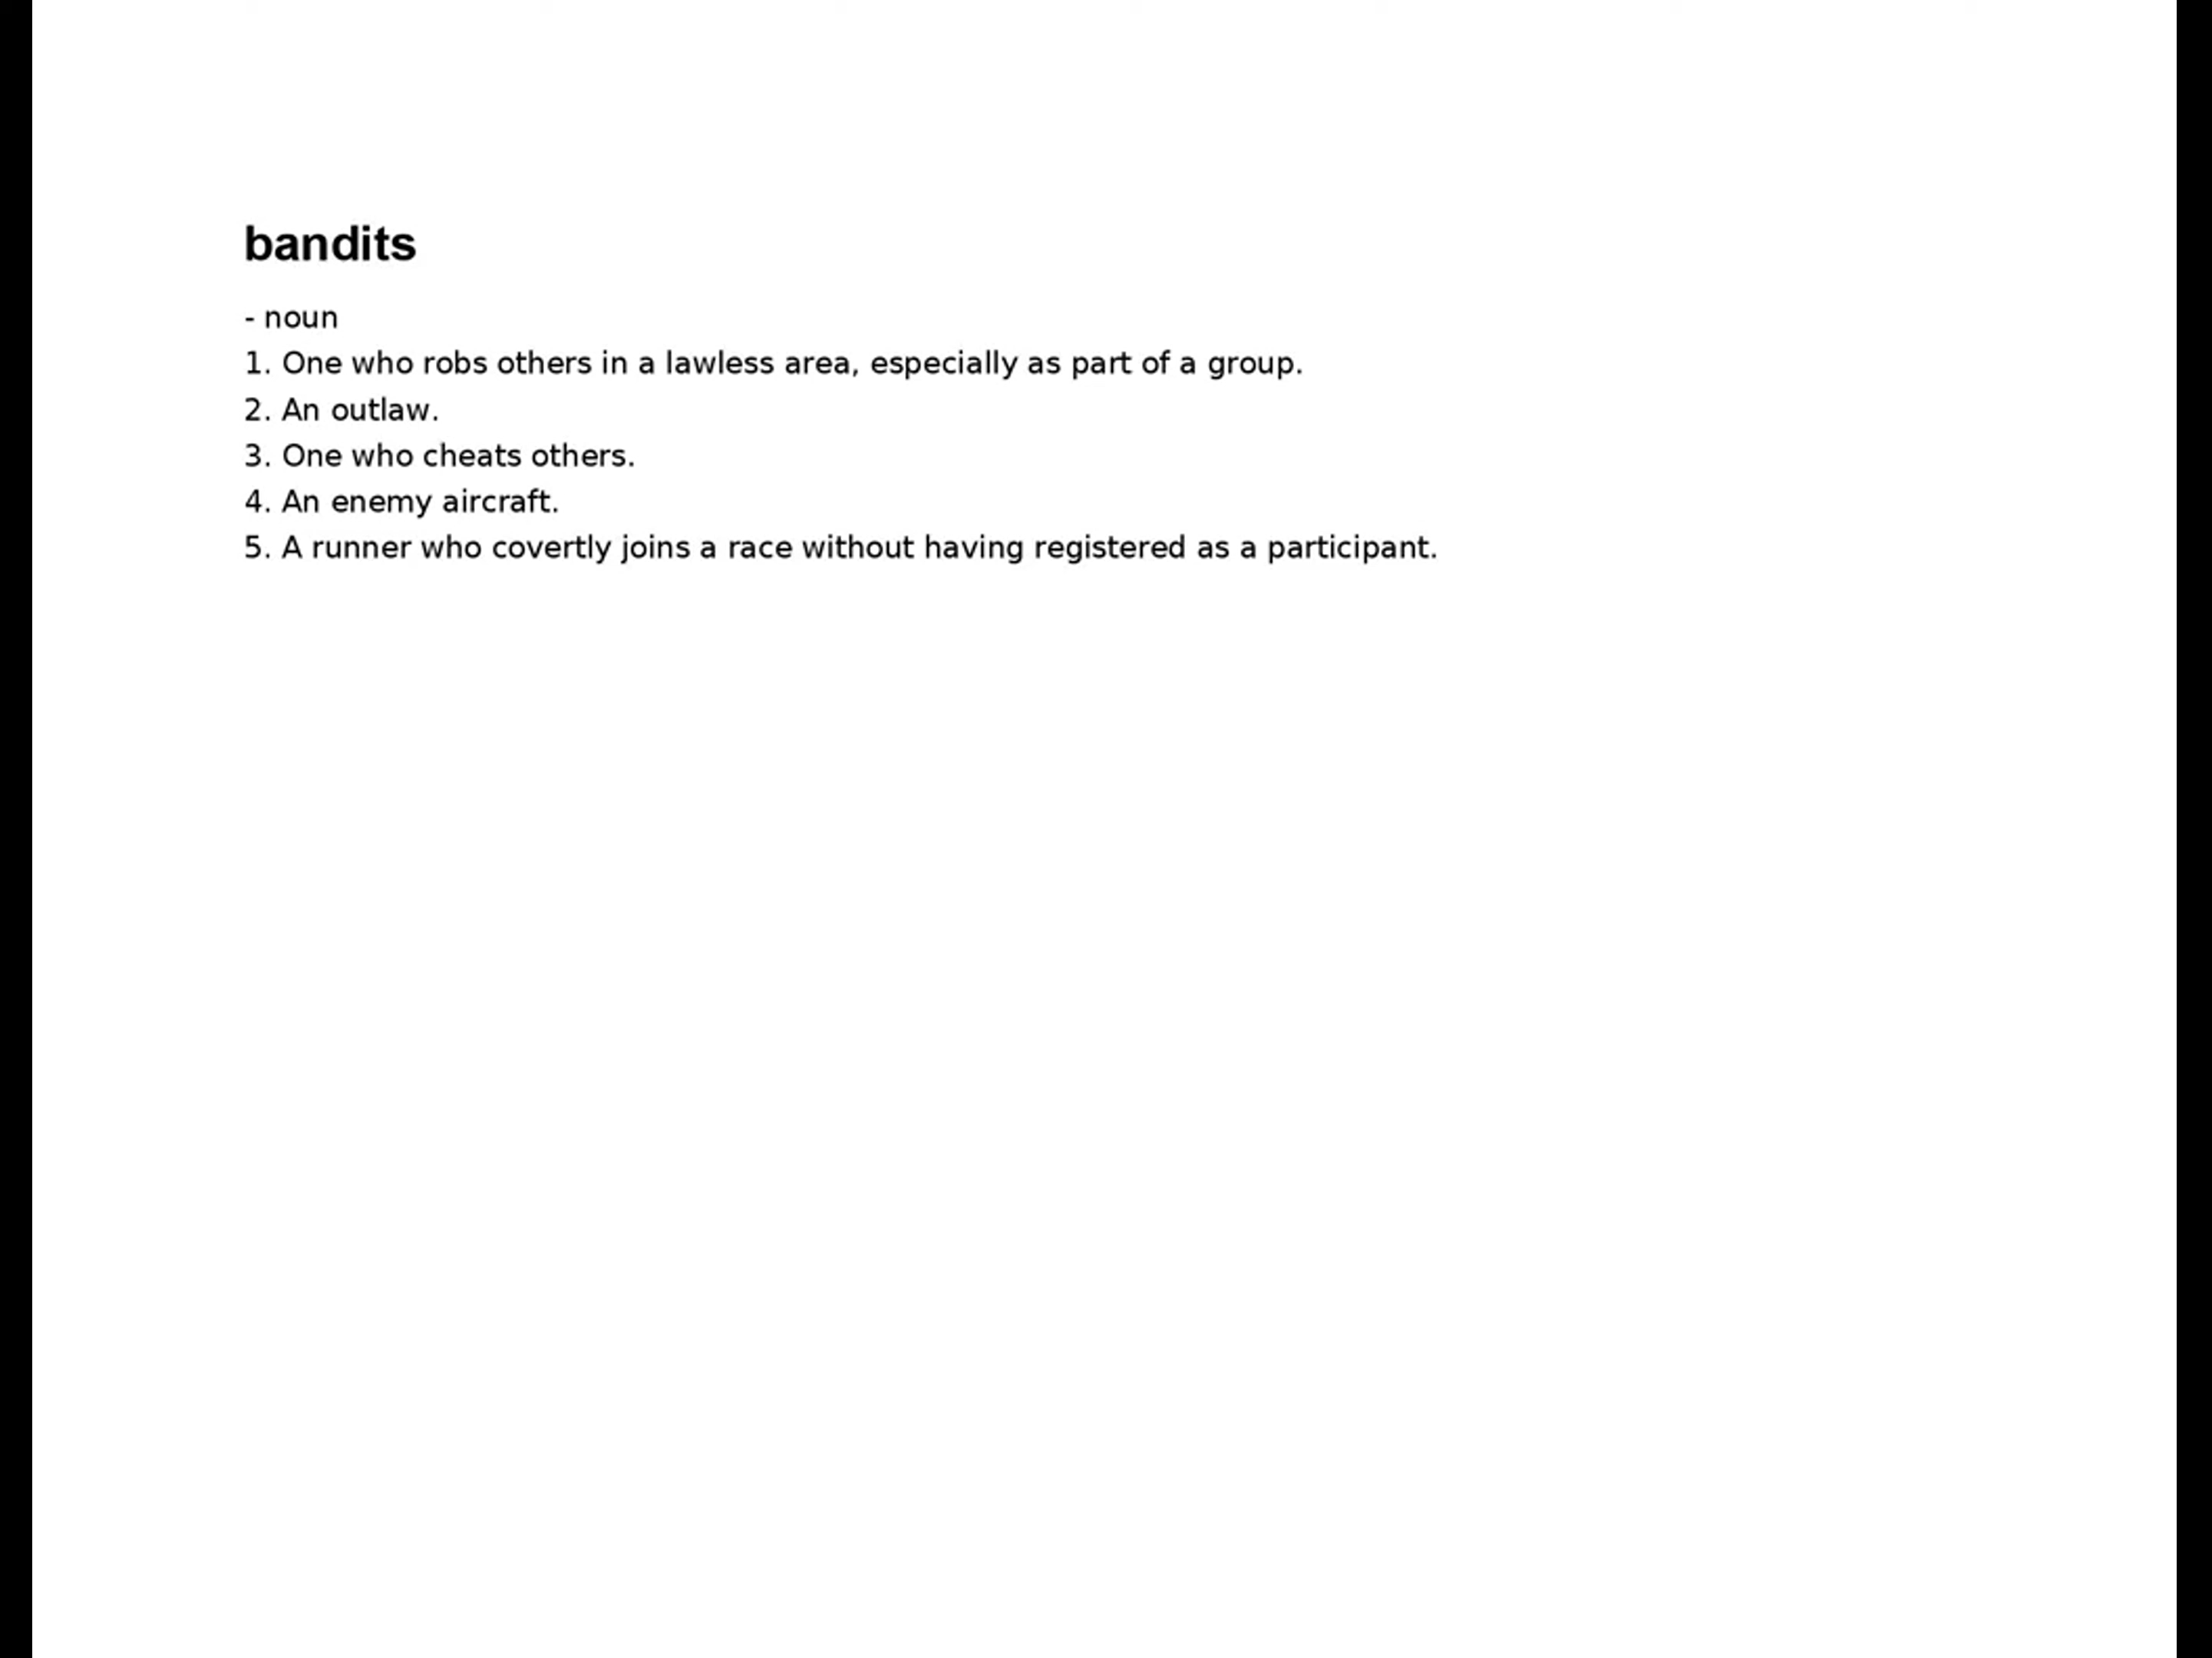 bandits
- noun
1. One who robs others in a lawless area, especially as part of a group.
2. An outlaw.
3. One who cheats others.
4. An enemy aircraft.
5. A runner who covertly joins a race without having registered as a participant.